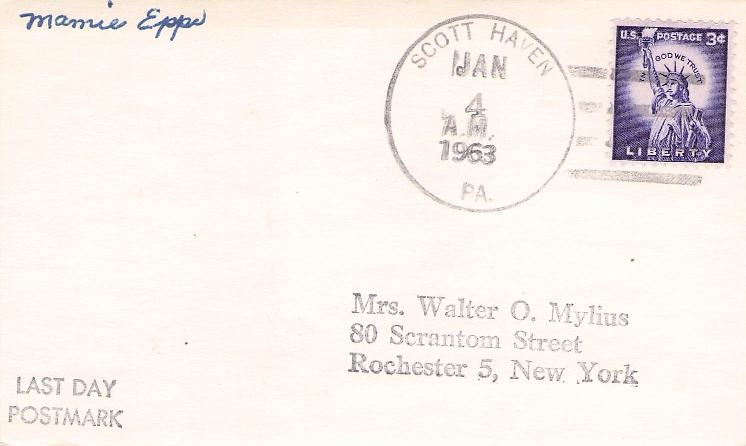 Mamie Epps
SCOTT HAVEN
JAN
4
A.M.
1963
PA.
U.S. POSTAGE 3¢
IN GOD WE TRUST
LIBERTY
Mrs. Walter O. Mylius
80 Scrantom Street
Rochester 5, New York
LAST DAY
POSTMARK